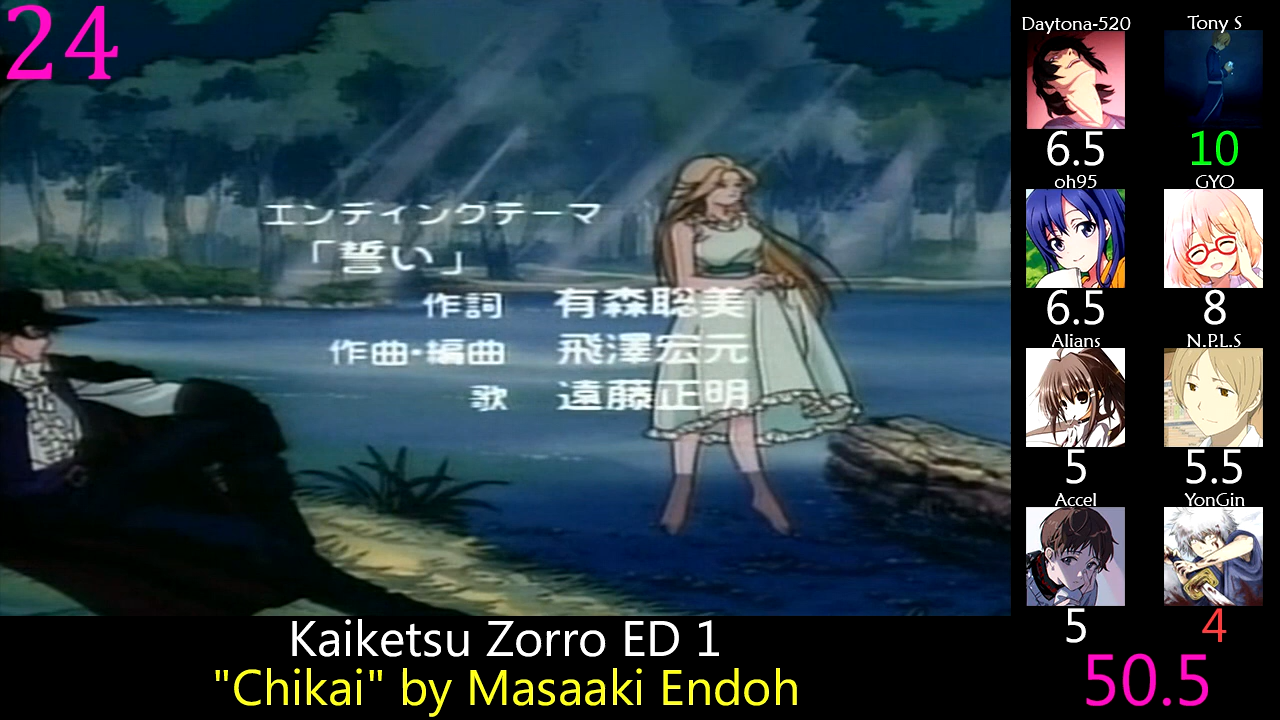 24
エンディングテーマ
「誓い」
作詞 有森聡美
作曲・編曲 飛澤宏元
歌 遠藤正明
Kaiketsu Zorro ED 1
"Chikai" by Masaaki Endoh
Daytona-520 Tony S
6.5 10
oh95 GYO
6.5 8
Alians N.P.L.S
5 5.5
Accel YonGin
5 4
50.5